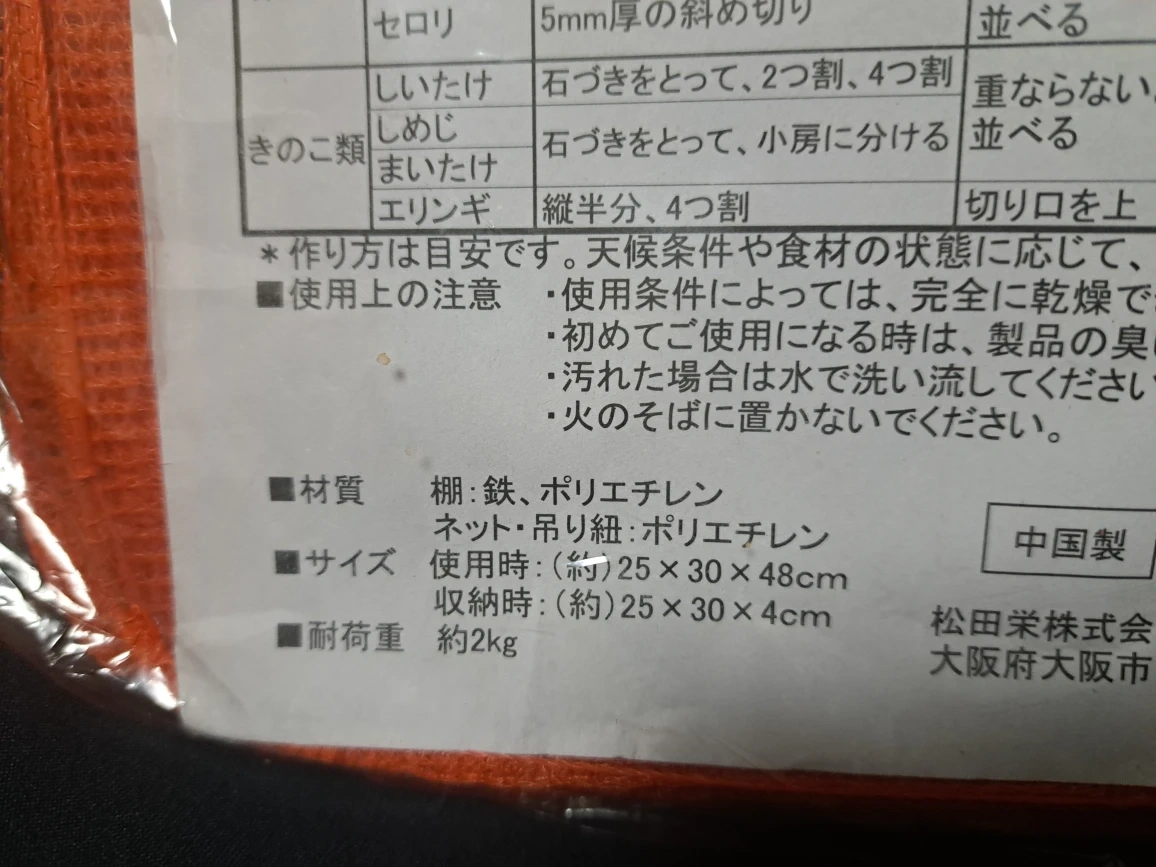 セロリ 5mm厚の斜め切り 並べる
きのこ類 しいたけ 石づきをとって、2つ割、4つ割 重ならない
しめじ 石づきをとって、小房に分ける 並べる
まいたけ
エリンギ 縦半分、4つ割 切り口を上
*作り方は目安です。天候条件や食材の状態に応じて、
■使用上の注意 ・使用条件によっては、完全に乾燥で
・初めてご使用になる時は、製品の臭
・汚れた場合は水で洗い流してください
・火のそばに置かないでください。
■材質 棚:鉄、ポリエチレン
ネット・吊り紐:ポリエチレン
■サイズ 使用時:(約)25×30×48cm
収納時:(約)25×30×4cm
■耐荷重 約2kg
中国製
松田栄株式会
大阪府大阪市